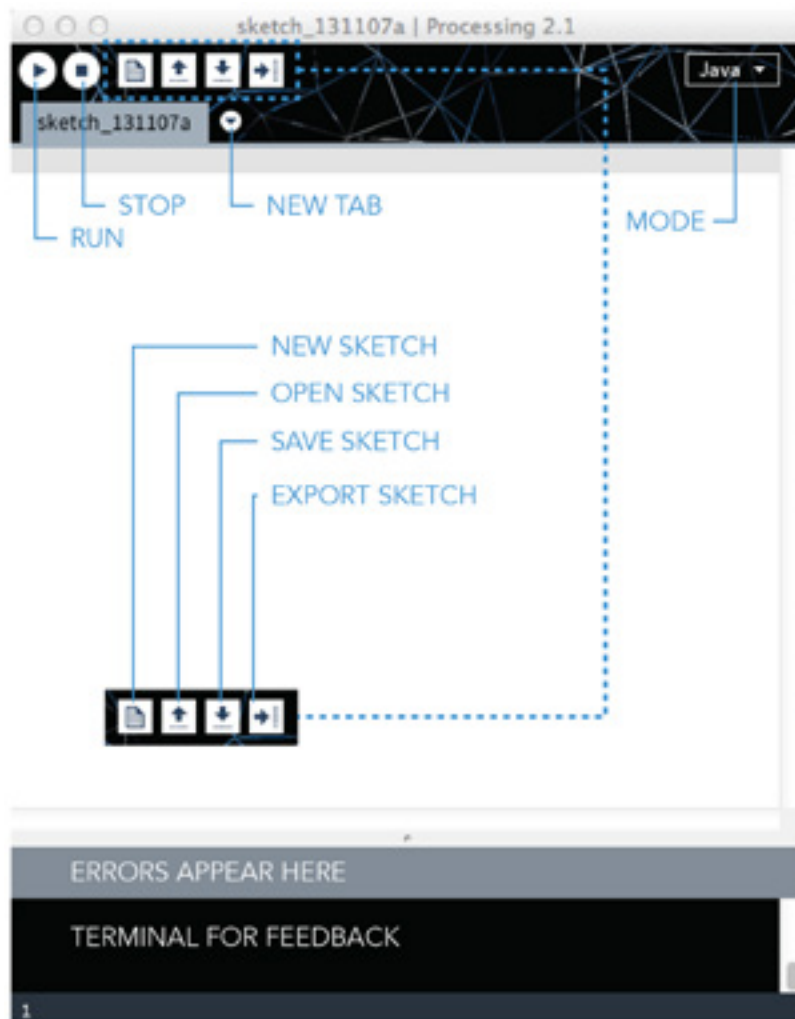 sketch_131107a | Processing 2.1
Java
sketch_131107a
STOP
NEW TAB
RUN
MODE
NEW SKETCH
OPEN SKETCH
SAVE SKETCH
EXPORT SKETCH
ERRORS APPEAR HERE
TERMINAL FOR FEEDBACK
1